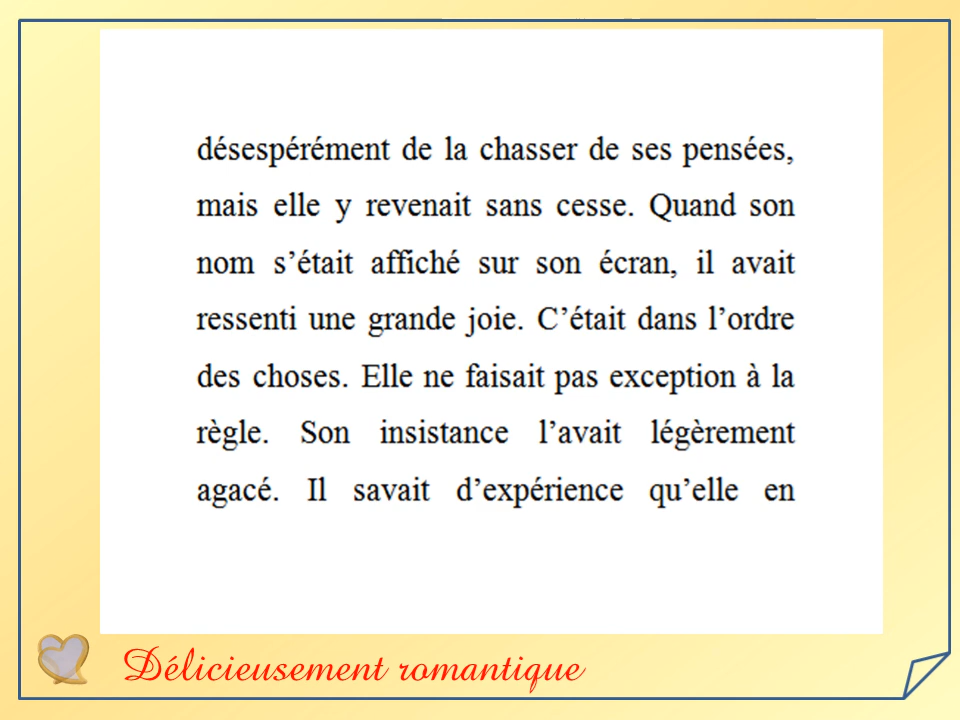 désespérément de la chasser de ses pensées,
mais elle y revenait sans cesse. Quand son
nom s’était affiché sur son écran, il avait
ressenti une grande joie. C’était dans l’ordre
des choses. Elle ne faisait pas exception à la
règle. Son insistance l’avait légèrement
agacé. Il savait d’expérience qu’elle en
Délicieusement romantique